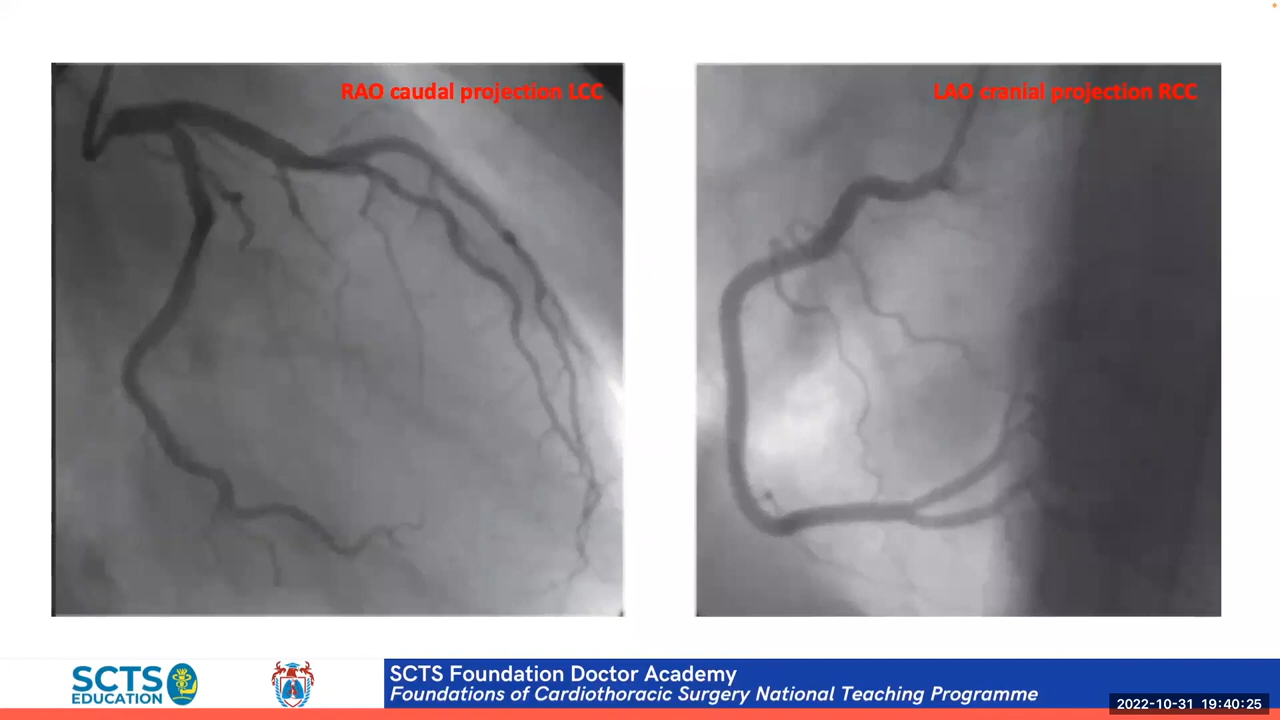 RAO caudal projection LCC
LAO cranial projection RCC
SCTS
EDUCATION
SCTS Foundation Doctor Academy
Foundations of Cardiothoracic Surgery National Teaching Programme
2022-10-31 19:40:25